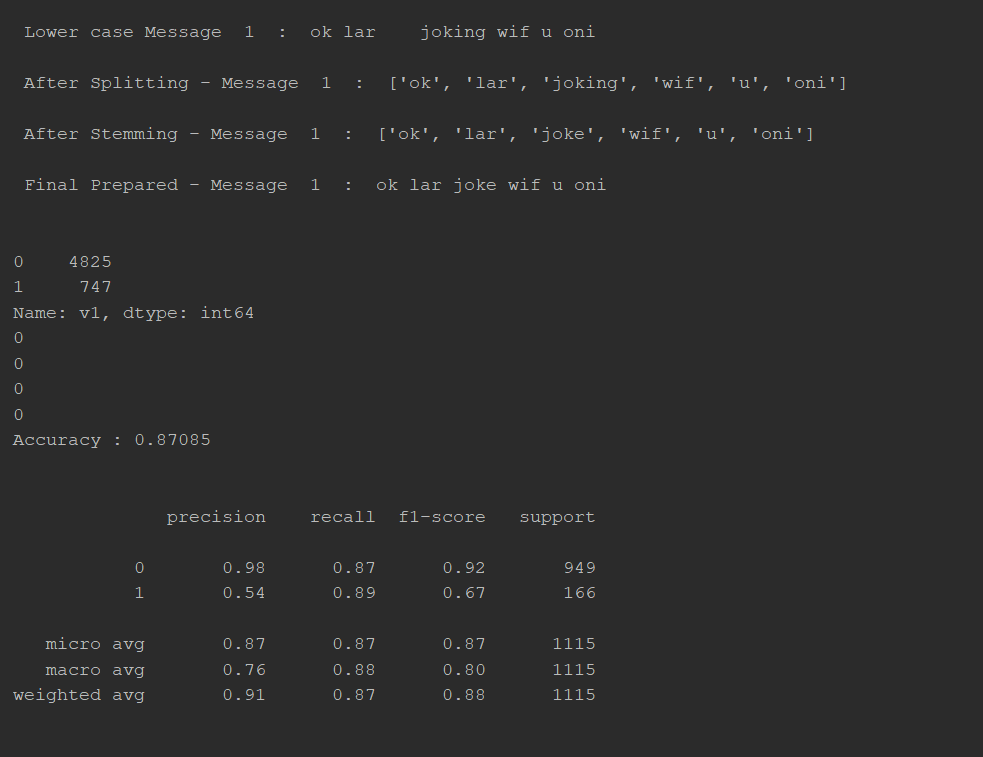 Lower case Message  1  :  ok lar    joking wif u oni
After Splitting - Message  1  :  ['ok', 'lar', 'joking', 'wif', 'u', 'oni']
After Stemming - Message  1  :  ['ok', 'lar', 'joke', 'wif', 'u', 'oni']
Final Prepared - Message  1  :  ok lar joke wif u oni
0    4825
1     747
Name: v1, dtype: int64
0
0
0
0
Accuracy : 0.87085
precision    recall  f1-score   support
0       0.98      0.87      0.92       949
1       0.54      0.89      0.67       166
micro avg       0.87      0.87      0.87      1115
macro avg       0.76      0.88      0.80      1115
weighted avg       0.91      0.87      0.88      1115